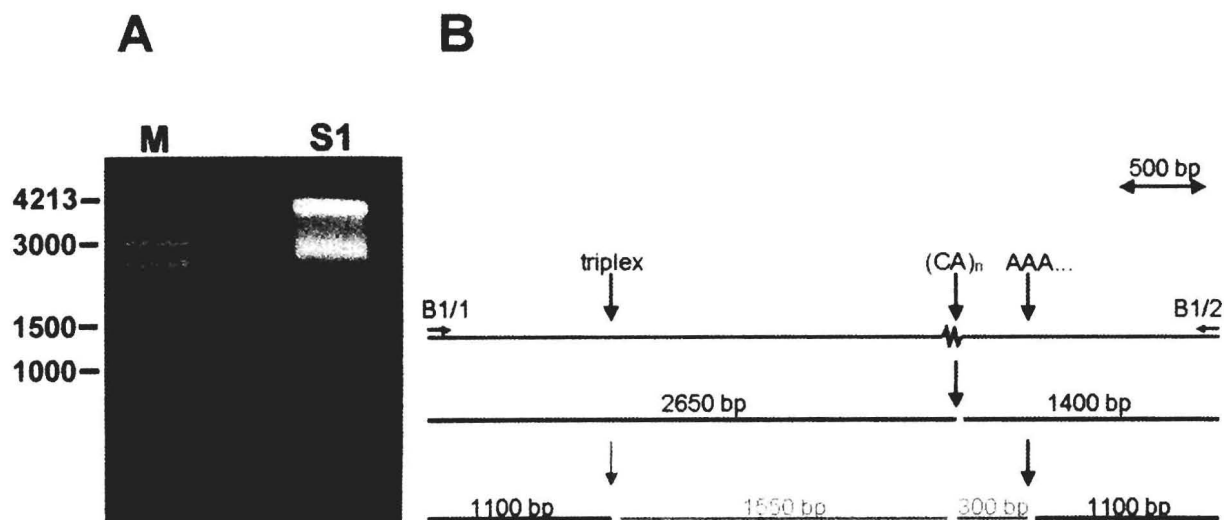 A
B
M
S1
4213
3000
1500
1000
500 bp
triplex
(CA)n
AAA...
B1/1
B1/2
2650 bp
1400 bp
1100 bp
1550 bp
300 bp
1100 bp